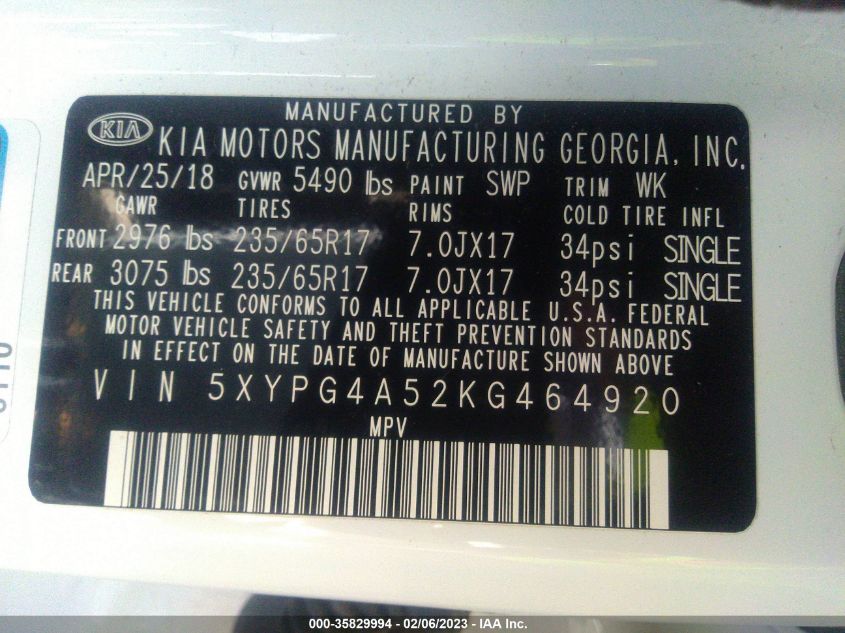 MANUFACTURED BY
KIA KIA MOTORS MANUFACTURING GEORGIA, INC.
APR/25/18 GVWR 5490 lbs PAINT SWP TRIM WK
GAWR TIRES RIMS COLD TIRE INFL
FRONT 2976 lbs 235/65R17 7.0JX17 34psi SINGLE
REAR 3075 lbs 235/65R17 7.0JX17 34psi SINGLE
THIS VEHICLE CONFORMS TO ALL APPLICABLE U.S.A. FEDERAL
MOTOR VEHICLE SAFETY AND THEFT PREVENTION STANDARDS
IN EFFECT ON THE DATE OF MANUFACTURE SHOWN ABOVE
VIN 5XYPG4A52KG464920
MPV
000-35829994 - 02/06/2023 - IAA Inc.